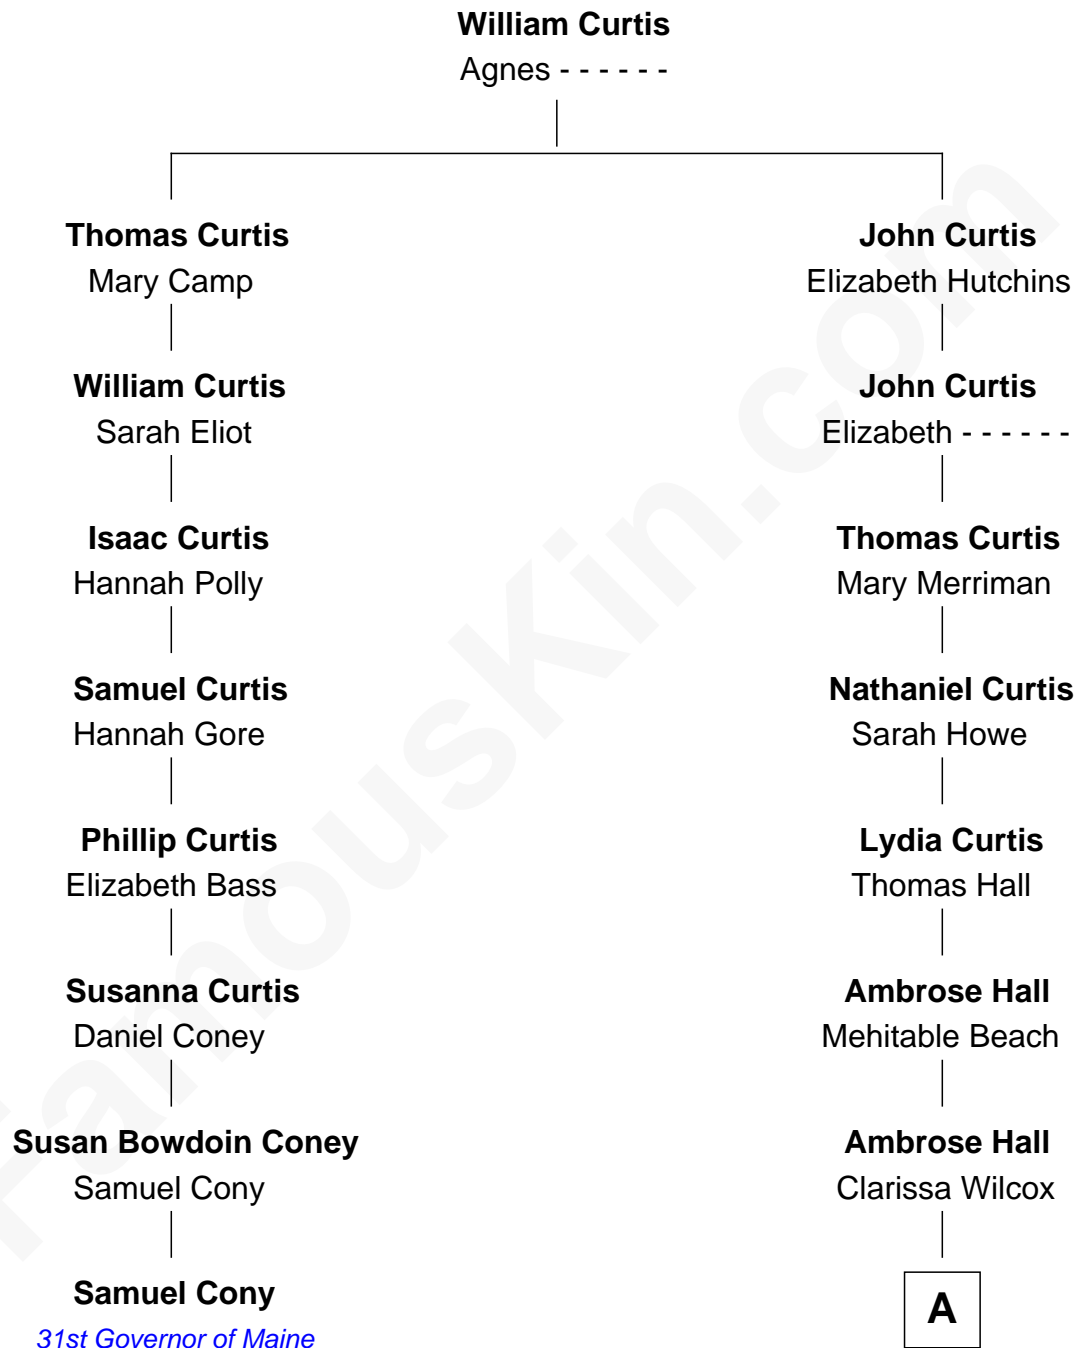 William Curtis
Agnes - - - - - -
Thomas Curtis
Mary Camp
John Curtis
Elizabeth Hutchins
William Curtis
Sarah Eliot
John Curtis
Elizabeth - - - - - -
Isaac Curtis
Hannah Polly
Thomas Curtis
Mary Merriman
Samuel Curtis
Hannah Gore
Nathaniel Curtis
Sarah Howe
Phillip Curtis
Elizabeth Bass
Lydia Curtis
Thomas Hall
Susanna Curtis
Daniel Coney
Ambrose Hall
Mehitable Beach
Susan Bowdoin Coney
Samuel Cony
Ambrose Hall
Clarissa Wilcox
Samuel Cony
31st Governor of Maine
A
FamousKin.com